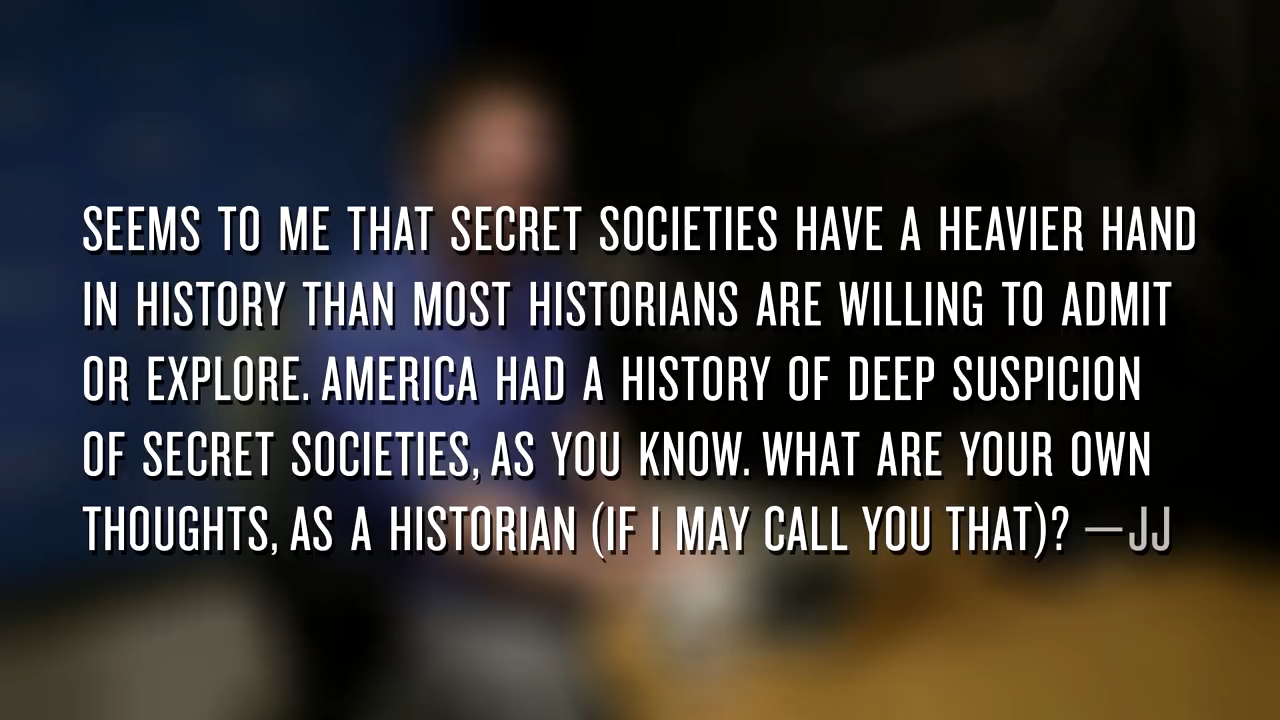 SEEMS TO ME THAT SECRET SOCIETIES HAVE A HEAVIER HAND
IN HISTORY THAN MOST HISTORIANS ARE WILLING TO ADMIT
OR EXPLORE. AMERICA HAD A HISTORY OF DEEP SUSPICION
OF SECRET SOCIETIES, AS YOU KNOW. WHAT ARE YOUR OWN
THOUGHTS, AS A HISTORIAN (IF I MAY CALL YOU THAT)? —JJ